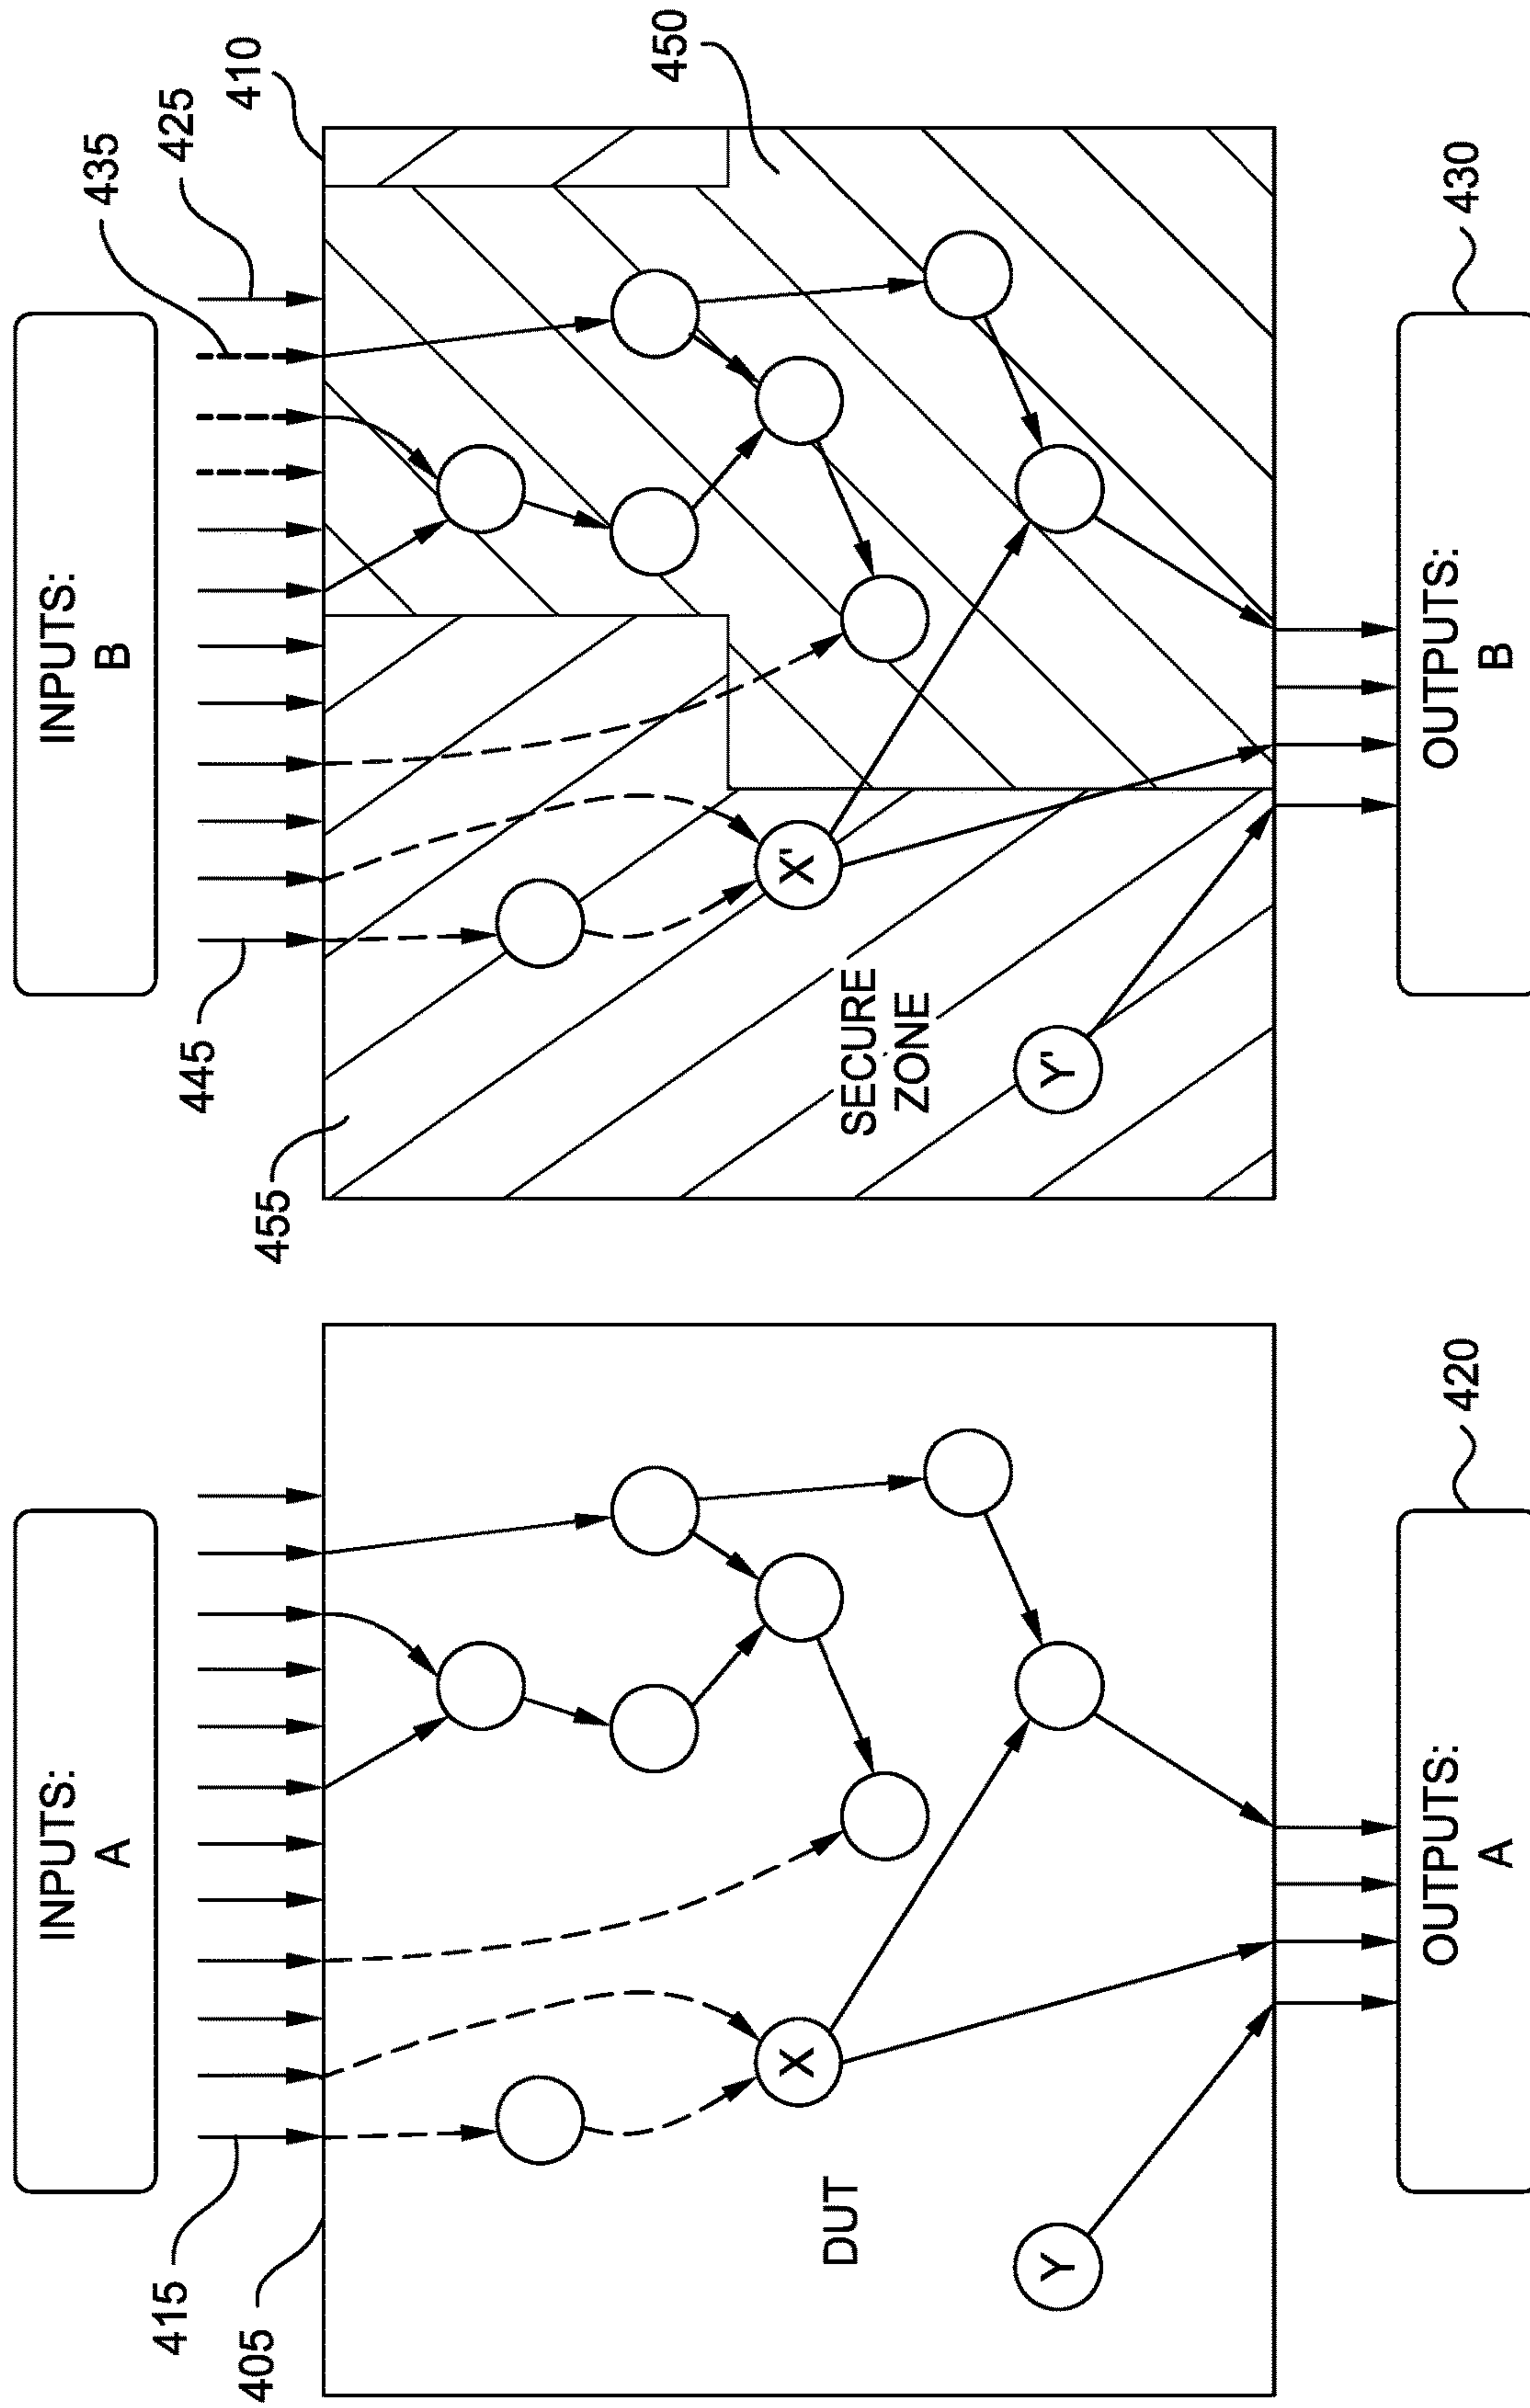 INPUTS:
A
415
405
DUT
X
Y
OUTPUTS:
A
420
INPUTS:
B
435
425
410
445
455
450
X'
SECURE
ZONE
Y'
OUTPUTS:
B
430